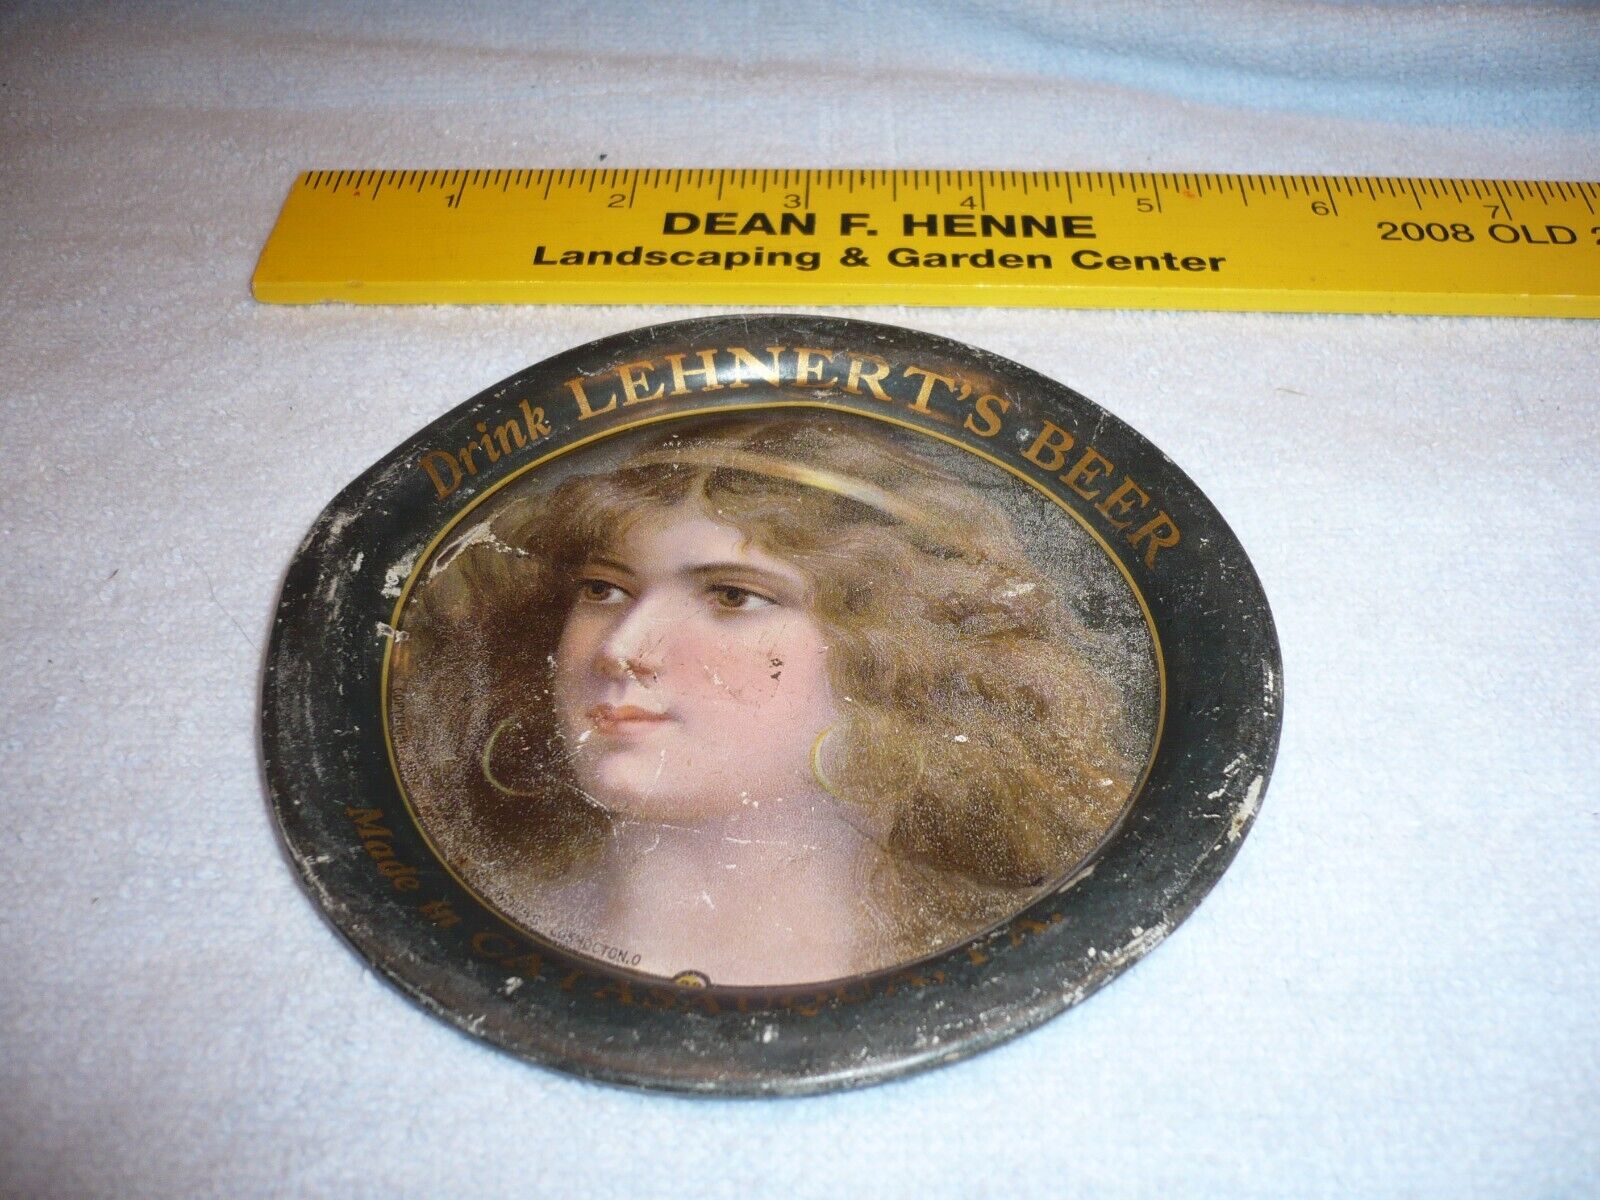 1 2 3 4 5 6 7
DEAN F. HENNE
2008 OLD
Landscaping & Garden Center
Drink LEHNERT'S BEER
COSHOCTON, O
Made in CATASAUQUA, PA.